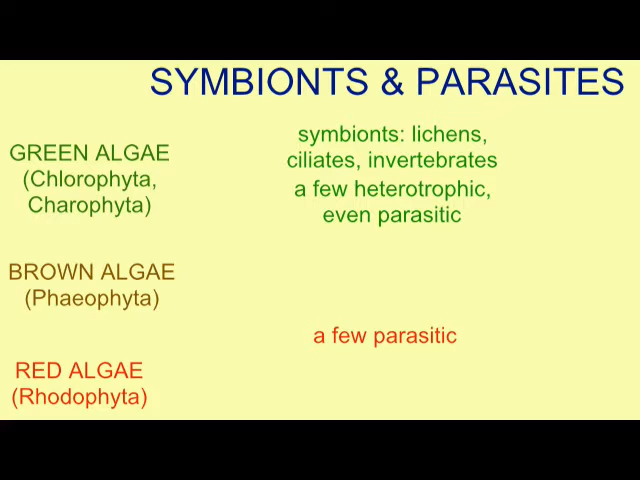 SYMBIONTS & PARASITES
GREEN ALGAE
(Chlorophyta,
Charophyta)
symbionts: lichens,
ciliates, invertebrates
a few heterotrophic,
even parasitic
BROWN ALGAE
(Phaeophyta)
a few parasitic
RED ALGAE
(Rhodophyta)